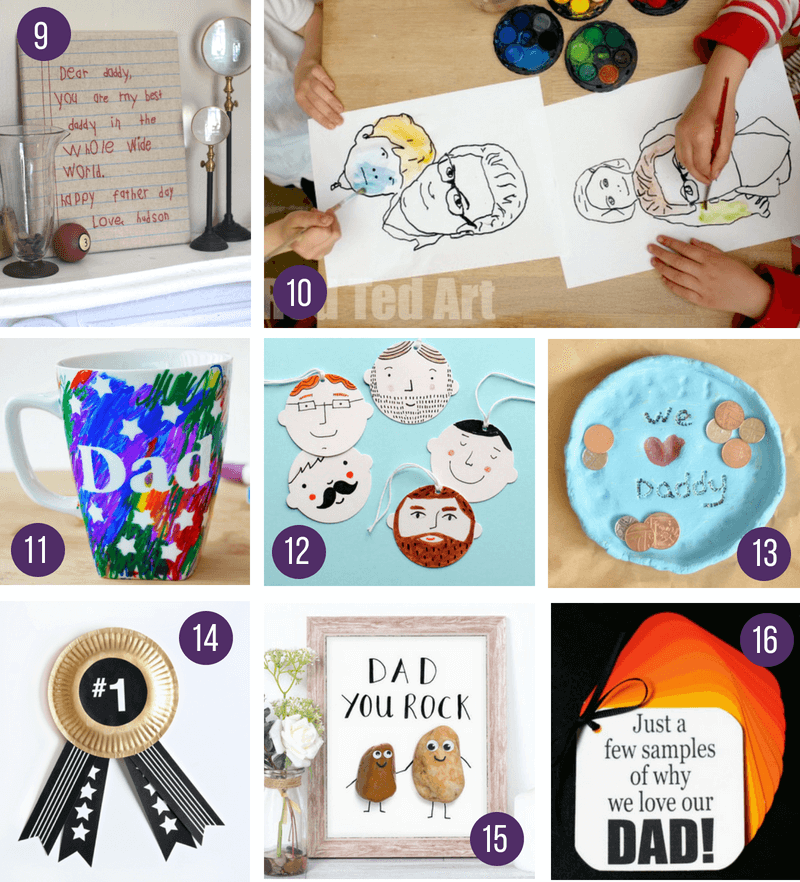 9
Dear daddy,
you are my best
daddy in the
whole wide
world.
happy father day
Love, hudson
3
10
Red Ted Art
11
Dad
12
13
we
Daddy
14
#1
15
DAD
YOU ROCK
16
Just a
few samples
of why
we love our
DAD!